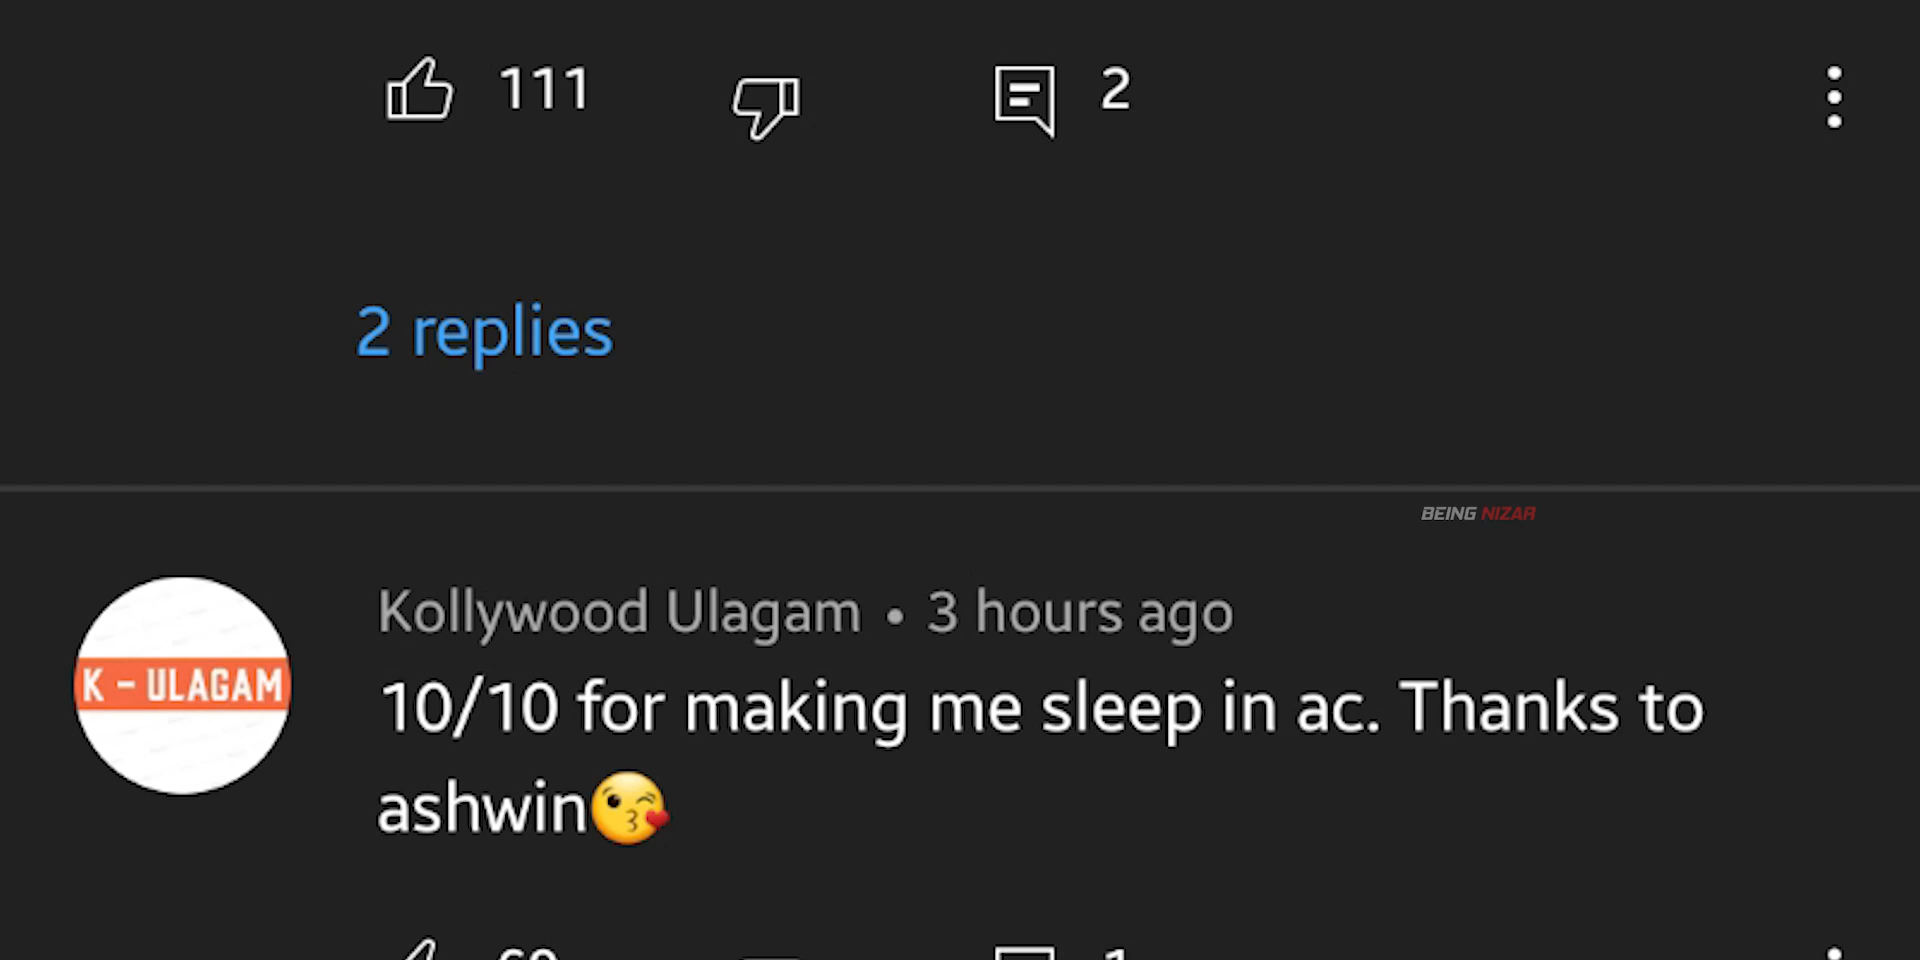 111 2
2 replies
BEING NIZAR
Kollywood Ulagam • 3 hours ago
K - ULAGAM
10/10 for making me sleep in ac. Thanks to
ashwin😘